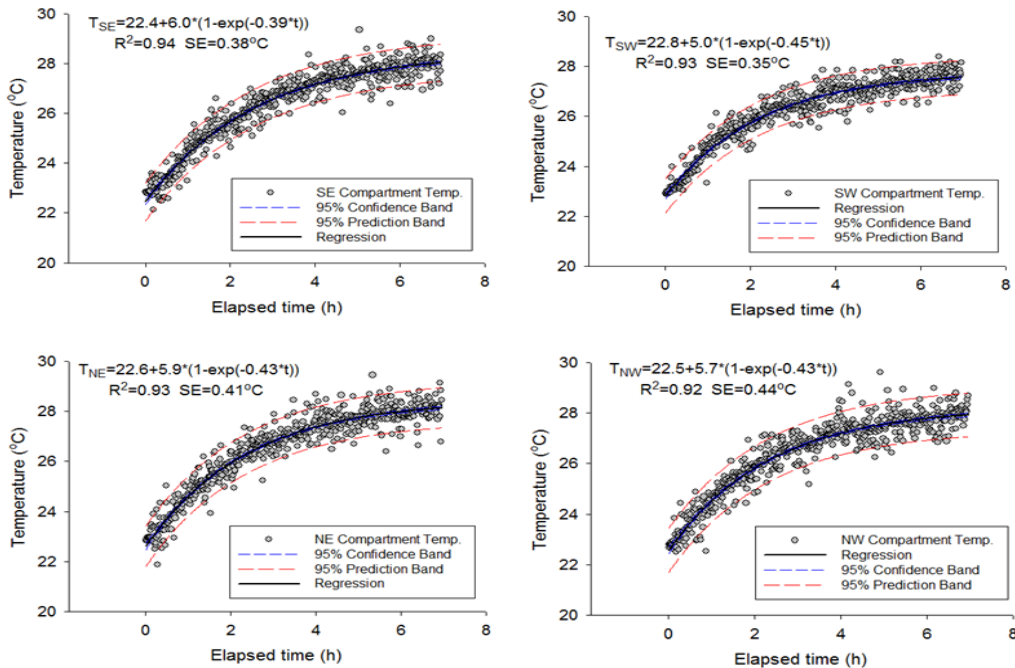 T_SE=22.4+6.0*(1-exp(-0.39*t))
R²=0.94 SE=0.38°C
Temperature (⁰C)
30
28
26
24
22
20
SE Compartment Temp.
95% Confidence Band
95% Prediction Band
Regression
0 2 4 6 8
Elapsed time (h)
T_SW=22.8+5.0*(1-exp(-0.45*t))
R²=0.93 SE=0.35°C
Temperature (⁰C)
30
28
26
24
22
20
SW Compartment Temp.
Regression
95% Confidence Band
95% Prediction Band
0 2 4 6 8
Elapsed time (h)
T_NE=22.6+5.9*(1-exp(-0.43*t))
R²=0.93 SE=0.41°C
Temperature (⁰C)
30
28
26
24
22
20
NE Compartment Temp.
95% Confidence Band
95% Prediction Band
Regression
0 2 4 6 8
Elapsed time (h)
T_NW=22.5+5.7*(1-exp(-0.43*t))
R²=0.92 SE=0.44°C
Temperature (⁰C)
30
28
26
24
22
20
NW Compartment Temp.
Regression
95% Confidence Band
95% Prediction Band
0 2 4 6 8
Elapsed time (h)